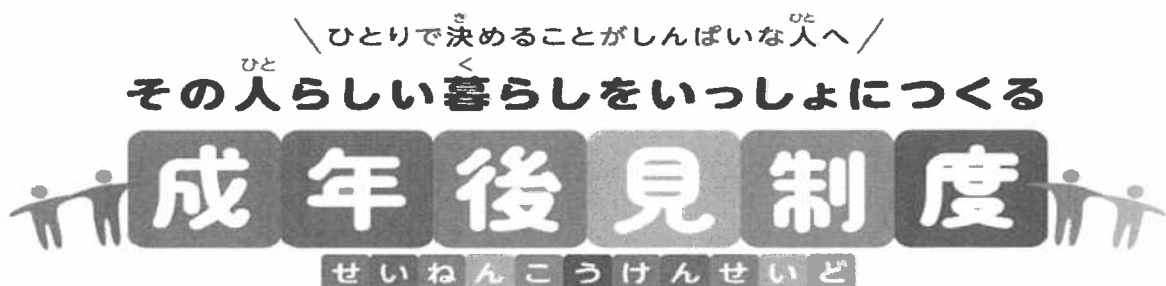 ひとりで決めることがしんぱいな人へ
その人らしい暮らしをいっしょにつくる
成年後見制度
せいねんこうけんせいど